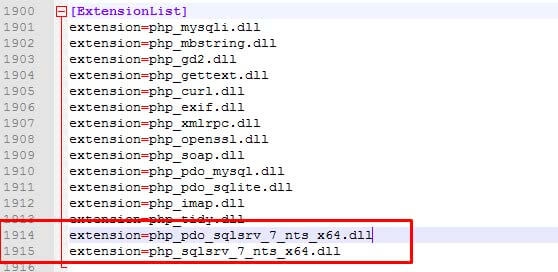 1900 [ExtensionList]
1901 extension=php_mysqli.dll
1902 extension=php_mbstring.dll
1903 extension=php_gd2.dll
1904 extension=php_gettext.dll
1905 extension=php_curl.dll
1906 extension=php_exif.dll
1907 extension=php_xmlrpc.dll
1908 extension=php_openssl.dll
1909 extension=php_soap.dll
1910 extension=php_pdo_mysql.dll
1911 extension=php_pdo_sqlite.dll
1912 extension=php_imap.dll
1913 extension=php_tidy.dll
1914 extension=php_pdo_sqlsrv_7_nts_x64.dll
1915 extension=php_sqlsrv_7_nts_x64.dll
1916